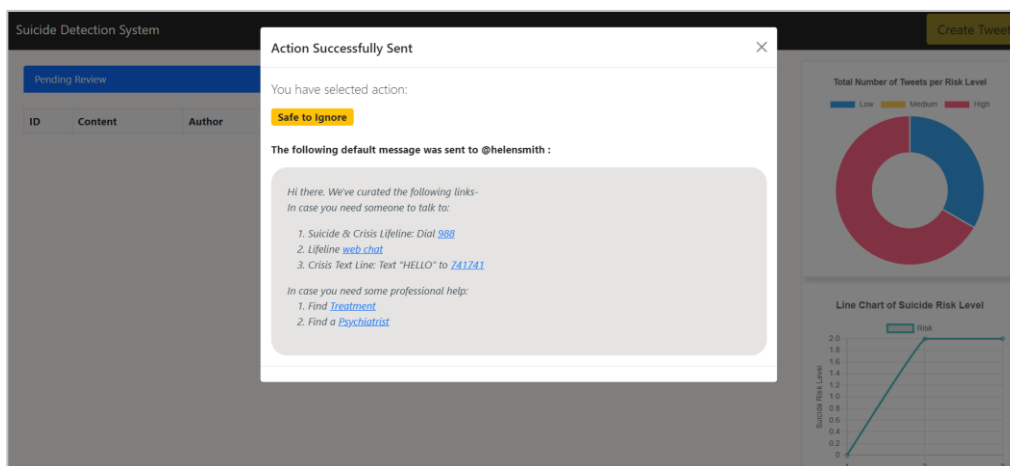 Suicide Detection System
Create Tweet
Action Successfully Sent
Pending Review
You have selected action:
Safe to Ignore
ID Content Author
The following default message was sent to @helensmith :
Hi there. We've curated the following links-
In case you need someone to talk to:
1. Suicide & Crisis Lifeline: Dial 988
2. Lifeline web chat
3. Crisis Text Line: Text "HELLO" to 741741
In case you need some professional help:
1. Find Treatment
2. Find a Psychiatrist
Total Number of Tweets per Risk Level
Low Medium High
Line Chart of Suicide Risk Level
Risk
Suicide Risk Level
2.0
1.8
1.6
1.4
1.2
1.0
0.8
0.6
0.4
0.2
0